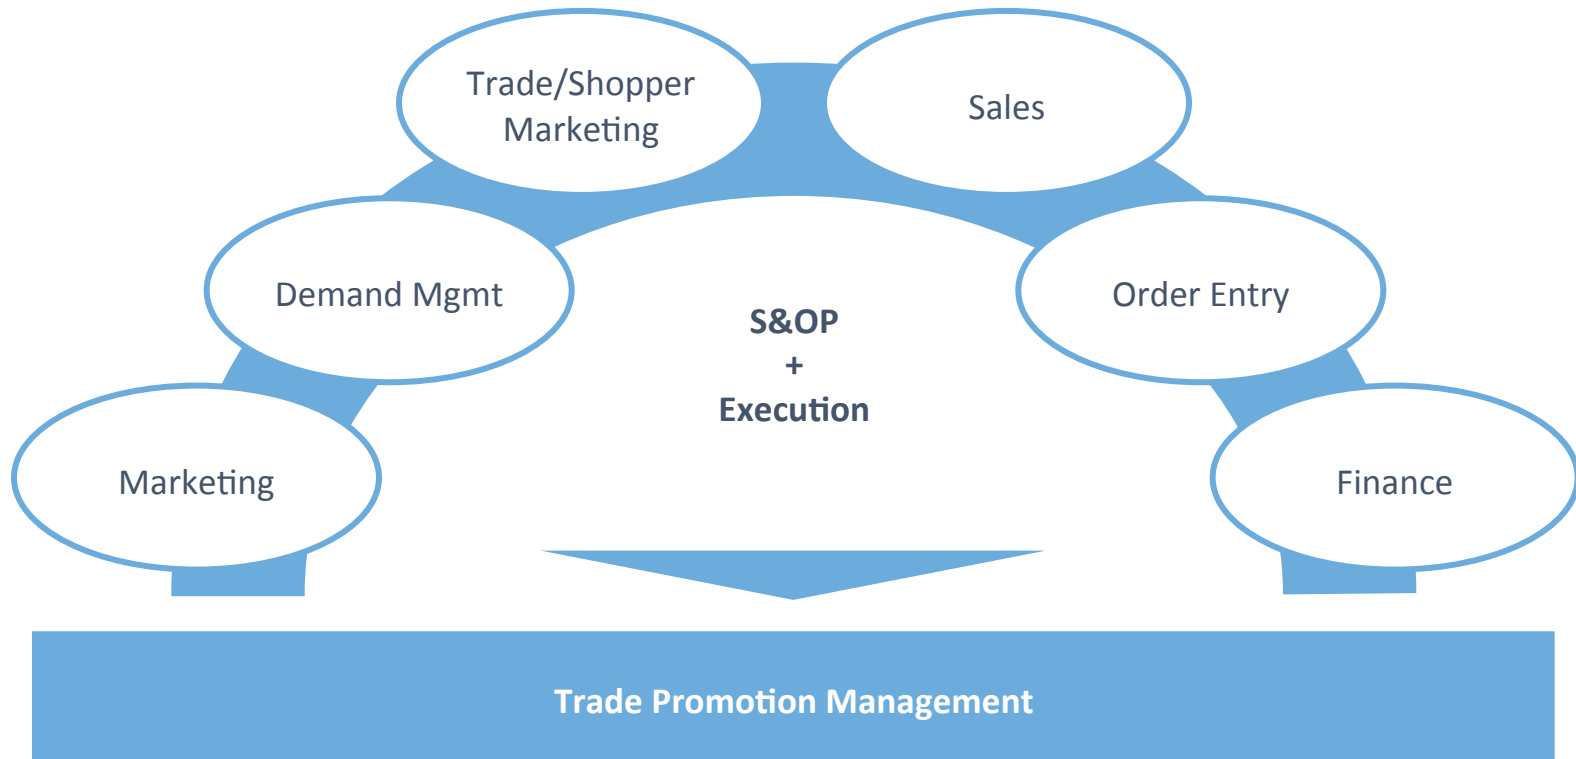 Trade/Shopper
Marketing
Sales
Demand Mgmt
Order Entry
S&OP
+
Execution
Marketing
Finance
Trade Promotion Management